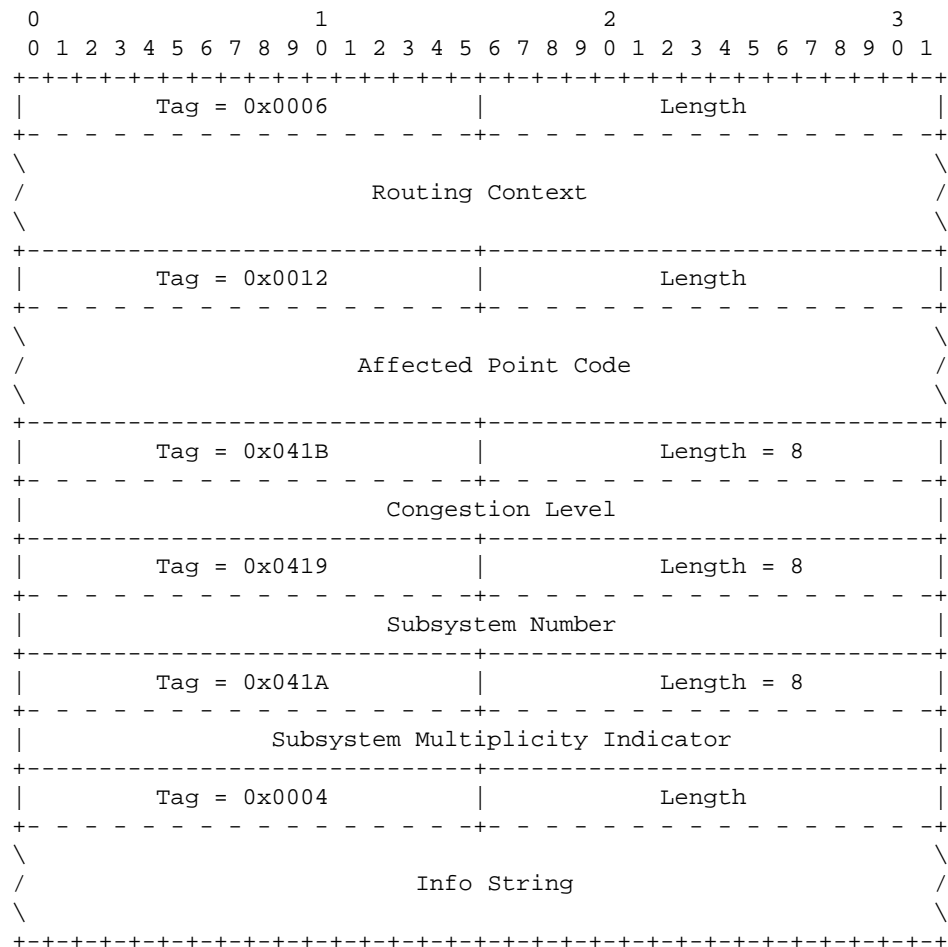 0                   1                   2                   3
 0 1 2 3 4 5 6 7 8 9 0 1 2 3 4 5 6 7 8 9 0 1 2 3 4 5 6 7 8 9 0 1
+-+-+-+-+-+-+-+-+-+-+-+-+-+-+-+-+-+-+-+-+-+-+-+-+-+-+-+-+-+-+-+-+
|         Tag = 0x0006          |            Length             |
+- - - - - - - - - - - - - - - -+- - - - - - - - - - - - - - - -+
\                                                               \
/                        Routing Context                        /
\                                                               \
+-------------------------------+-------------------------------+
|         Tag = 0x0012          |            Length             |
+- - - - - - - - - - - - - - - -+- - - - - - - - - - - - - - - -+
\                                                               \
/                       Affected Point Code                     /
\                                                               \
+-------------------------------+-------------------------------+
|         Tag = 0x041B          |            Length = 8         |
+- - - - - - - - - - - - - - - -+- - - - - - - - - - - - - - - -+
|                         Congestion Level                      |
+-------------------------------+-------------------------------+
|         Tag = 0x0419          |            Length = 8         |
+- - - - - - - - - - - - - - - -+- - - - - - - - - - - - - - - -+
|                         Subsystem Number                      |
+-------------------------------+-------------------------------+
|         Tag = 0x041A          |            Length = 8         |
+- - - - - - - - - - - - - - - -+- - - - - - - - - - - - - - - -+
|                 Subsystem Multiplicity Indicator              |
+-------------------------------+-------------------------------+
|         Tag = 0x0004          |            Length             |
+- - - - - - - - - - - - - - - -+- - - - - - - - - - - - - - - -+
\                                                               \
/                           Info String                         /
\                                                               \
+-+-+-+-+-+-+-+-+-+-+-+-+-+-+-+-+-+-+-+-+-+-+-+-+-+-+-+-+-+-+-+-+